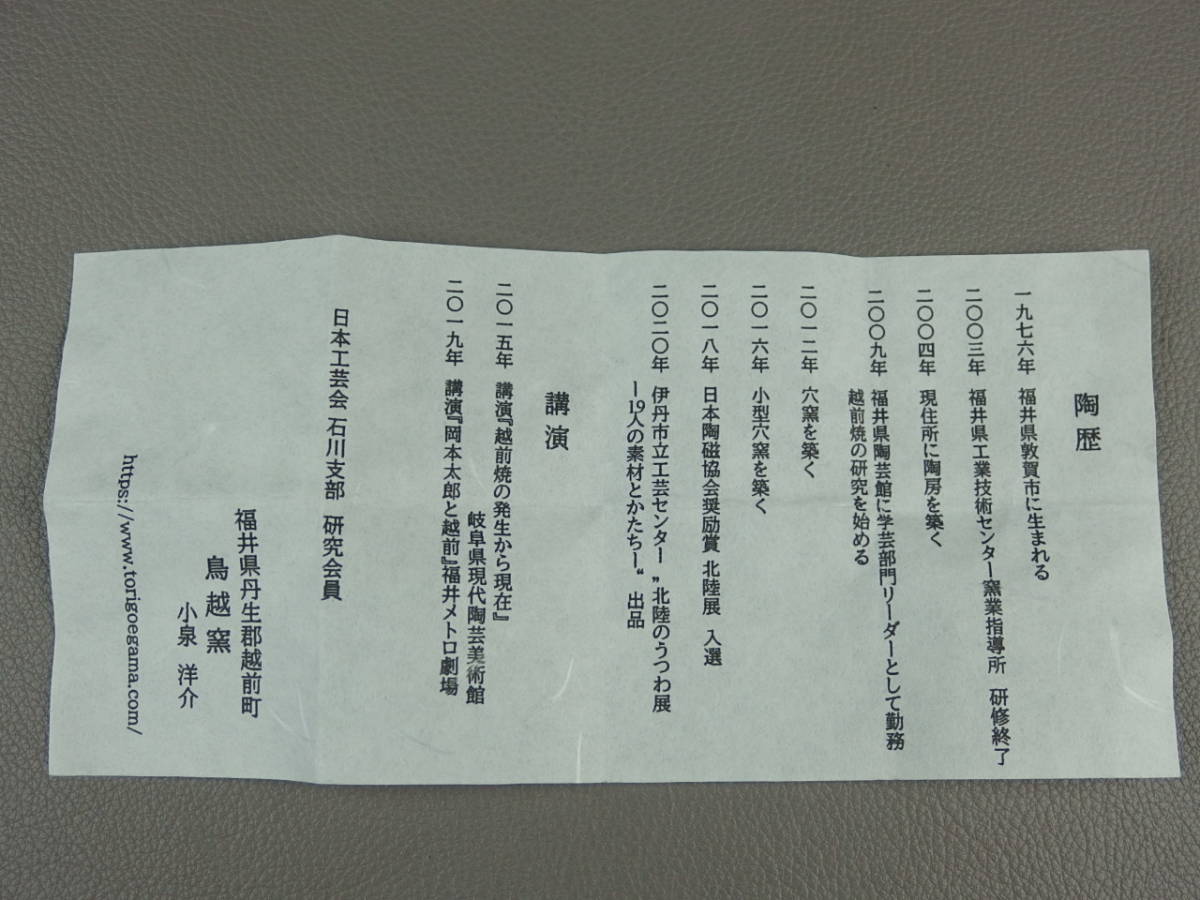 陶歴
一九七六年 福井県敦賀市に生まれる
二〇〇三年 福井県工業技術センター窯業指導所 研修終了
二〇〇四年 現住所に陶房を築く
二〇〇九年 福井県陶芸館に学芸部門リーダーとして勤務
越前焼の研究を始める
二〇一二年 穴窯を築く
二〇一六年 小型穴窯を築く
二〇一八年 日本陶磁協会奨励賞 北陸展 入選
二〇二〇年 伊丹市立工芸センター 〝北陸のうつわ展
ー19人の素材とかたちー〟 出品
講演
二〇一五年 講演『越前焼の発生から現在』
岐阜県現代陶芸美術館
二〇一九年 講演『岡本太郎と越前』福井メトロ劇場
日本工芸会 石川支部 研究会員
福井県丹生郡越前町
鳥越窯
小泉 洋介
https://www.torigoegama.com/